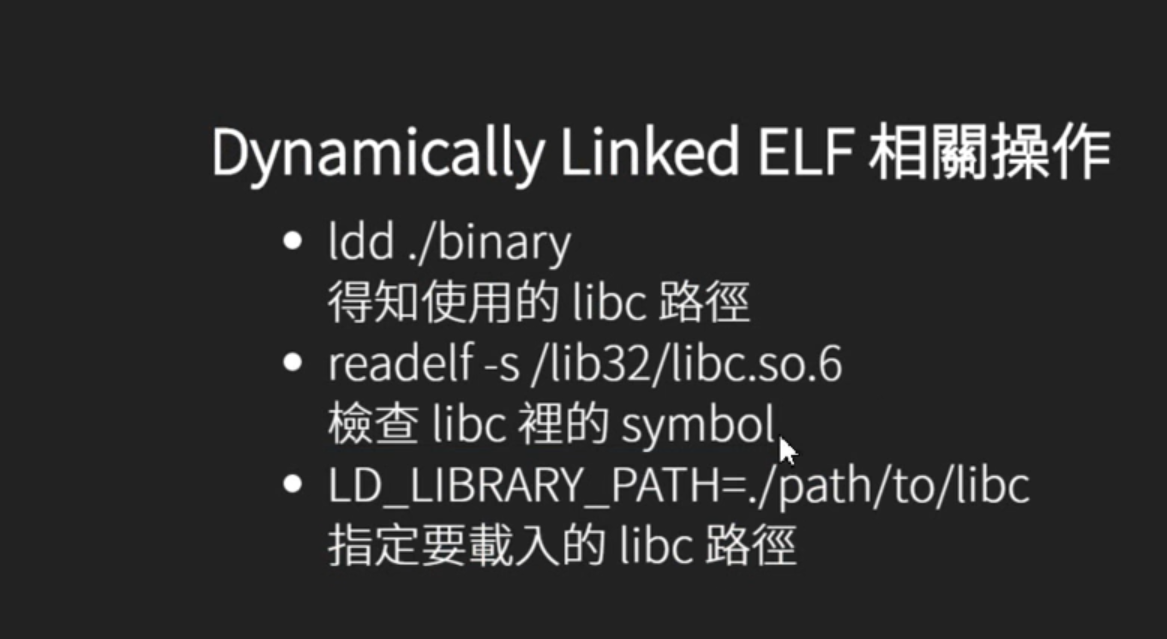 Dynamically Linked ELF 相關操作
• ldd ./binary
得知使用的 libc 路徑
• readelf -s /lib32/libc.so.6
檢查 libc 裡的 symbol
• LD_LIBRARY_PATH=./path/to/libc
指定要載入的 libc 路徑